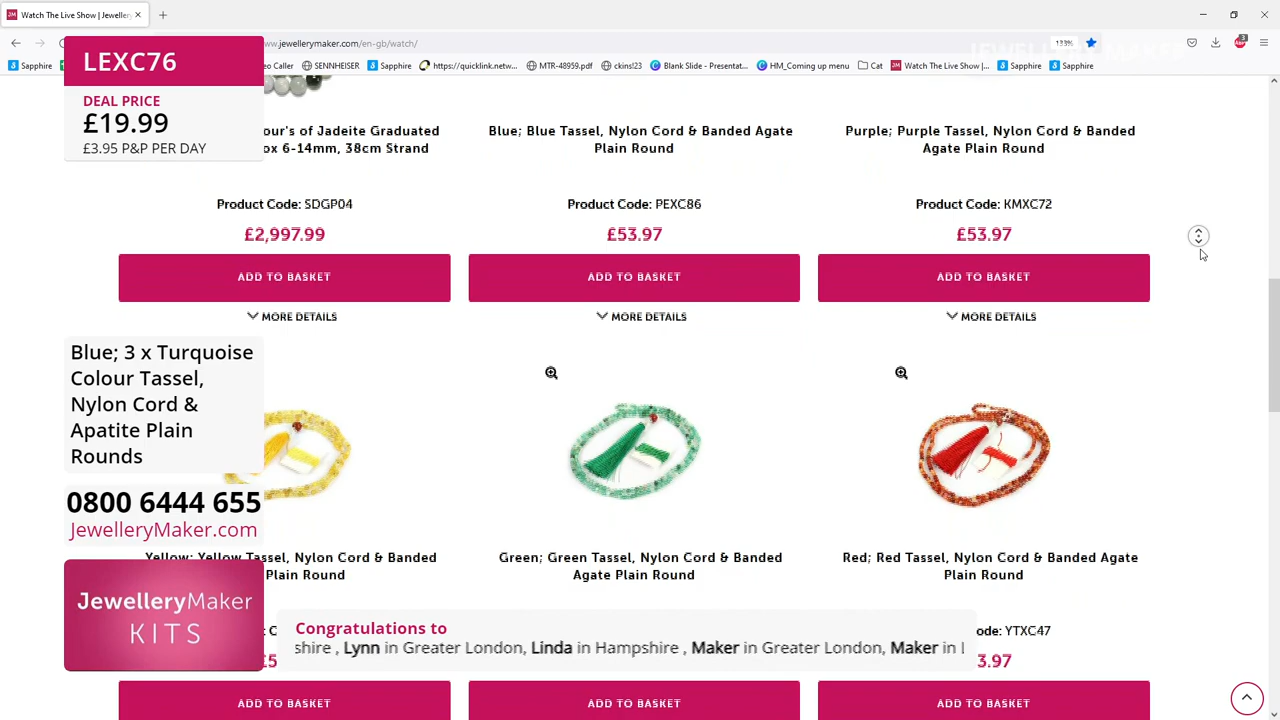 Watch The Live Show | Jeweller
ww.jewellerymaker.com/en-gb/watch/
133%
JEWELLERY MAKER
Sapphire
eo Caller
SENNHEISER
Sapphire
https://quicklink.netw...
MTR-48959.pdf
ckins123
Blank Slide - Presentat...
HM_Coming up menu
Cat
Watch The Live Show |...
Sapphire
Sapphire
LEXC76
DEAL PRICE
£19.99
£3.95 P&P PER DAY
our's of Jadeite Graduated
ox 6-14mm, 38cm Strand
Product Code: SDGP04
£2,997.99
ADD TO BASKET
MORE DETAILS
Blue; Blue Tassel, Nylon Cord & Banded Agate
Plain Round
Product Code: PEXC86
£53.97
ADD TO BASKET
MORE DETAILS
Purple; Purple Tassel, Nylon Cord & Banded
Agate Plain Round
Product Code: KMXC72
£53.97
ADD TO BASKET
MORE DETAILS
Blue; 3 x Turquoise
Colour Tassel,
Nylon Cord &
Apatite Plain
Rounds
0800 6444 655
JewelleryMaker.com
JewelleryMaker
KITS
Yellow; Yellow Tassel, Nylon Cord & Banded
Plain Round
ADD TO BASKET
Green; Green Tassel, Nylon Cord & Banded
Agate Plain Round
ADD TO BASKET
Red; Red Tassel, Nylon Cord & Banded Agate
Plain Round
ode: YTXC47
3.97
ADD TO BASKET
Congratulations to
shire , Lynn in Greater London, Linda in Hampshire , Maker in Greater London, Maker in